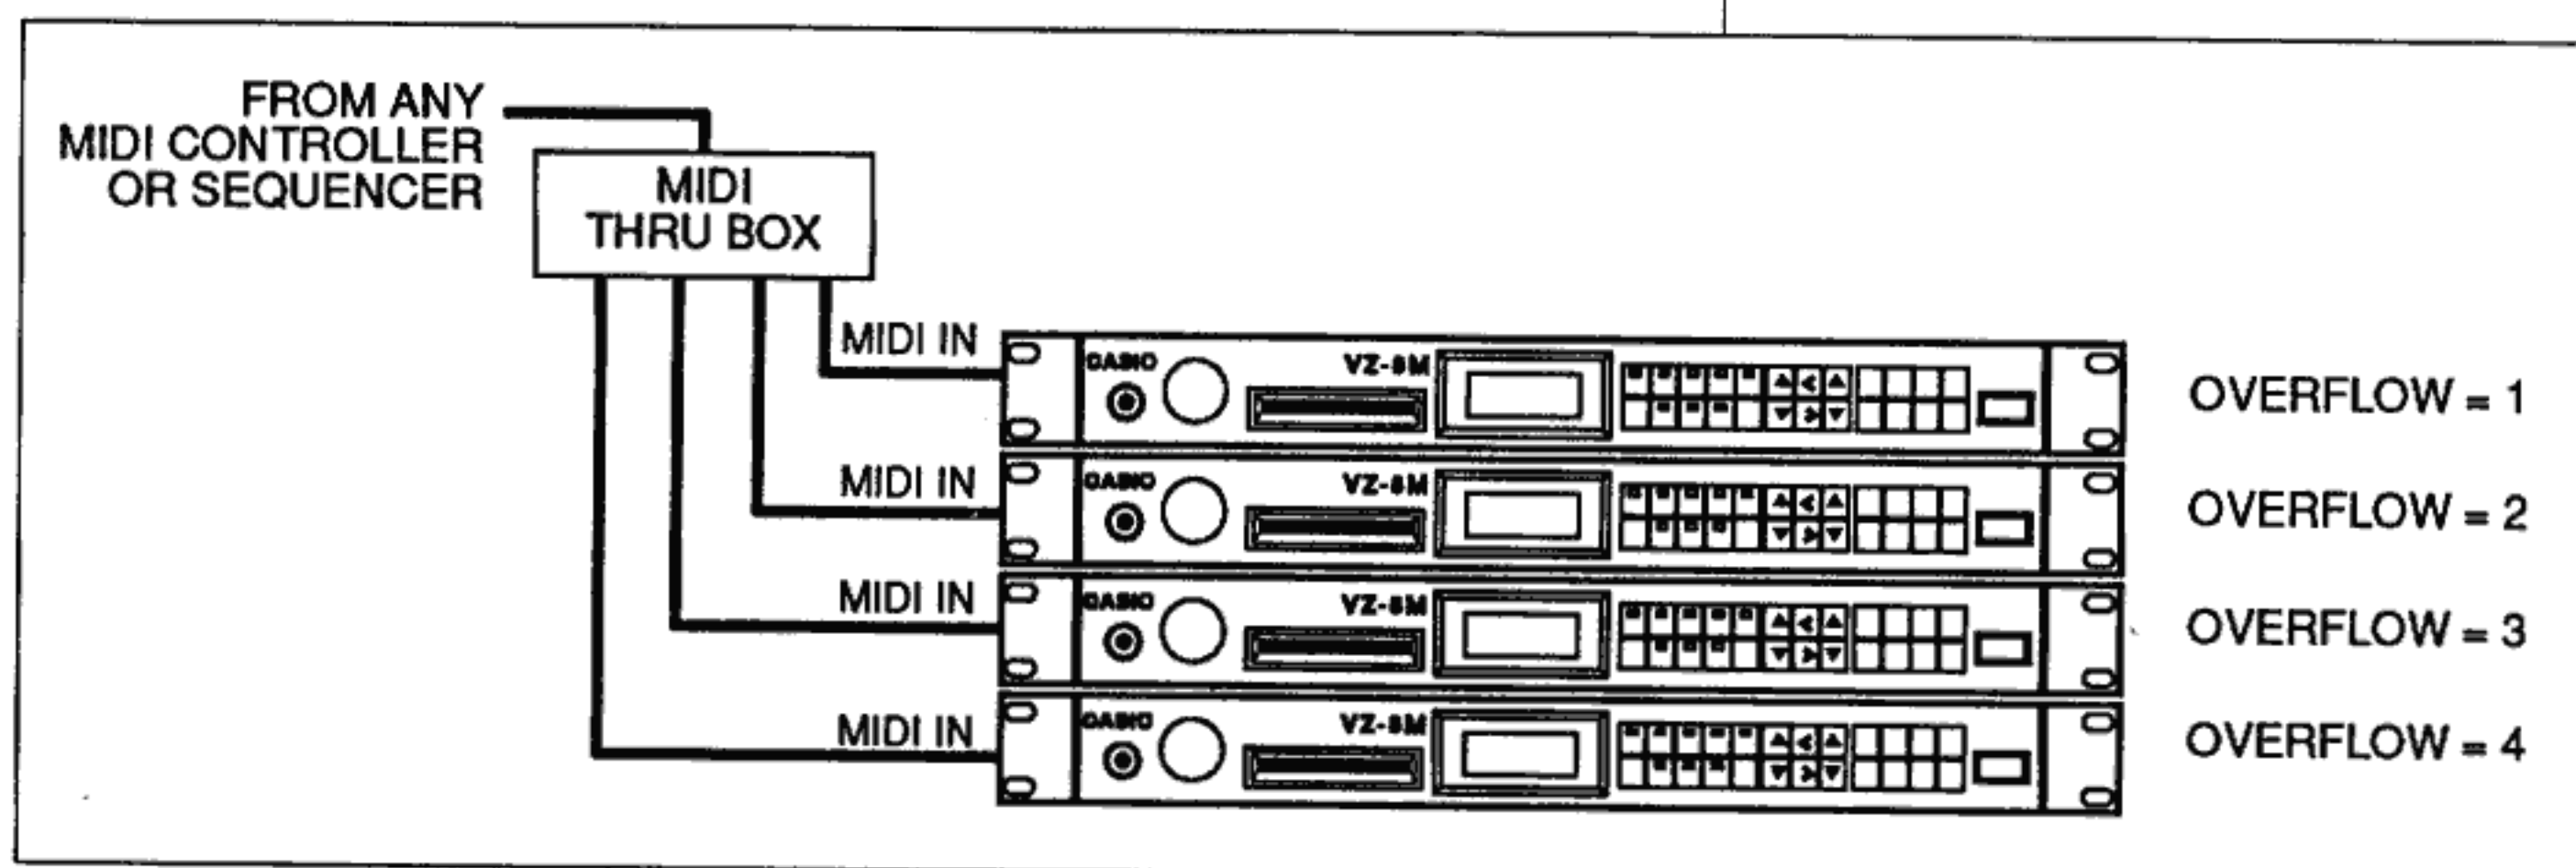 FROM ANY
MIDI CONTROLLER
OR SEQUENCER
MIDI
THRU BOX
MIDI IN
CASIO
VZ-8M
OVERFLOW = 1
MIDI IN
CASIO
VZ-8M
OVERFLOW = 2
MIDI IN
CASIO
VZ-8M
OVERFLOW = 3
MIDI IN
CASIO
VZ-8M
OVERFLOW = 4